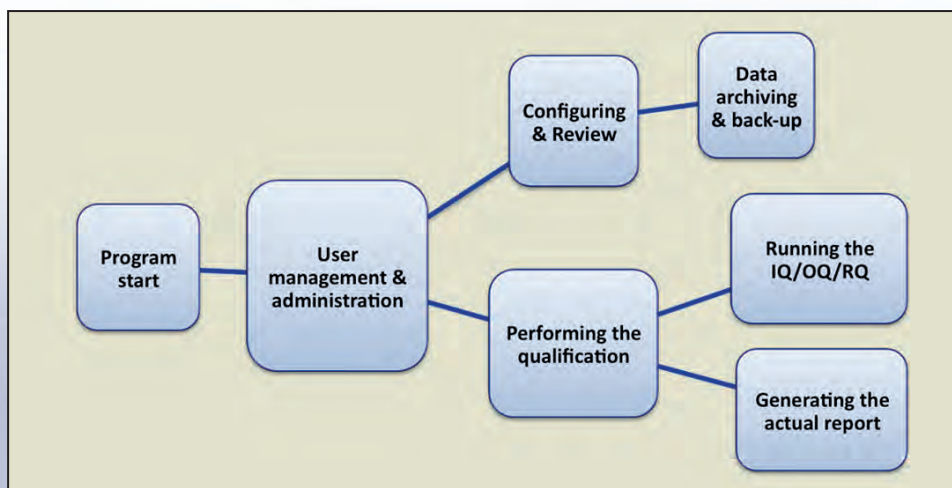 Program
start
User
management &
administration
Configuring
& Review
Data
archiving
& back-up
Performing the
qualification
Running the
IQ/OQ/RQ
Generating the
actual report